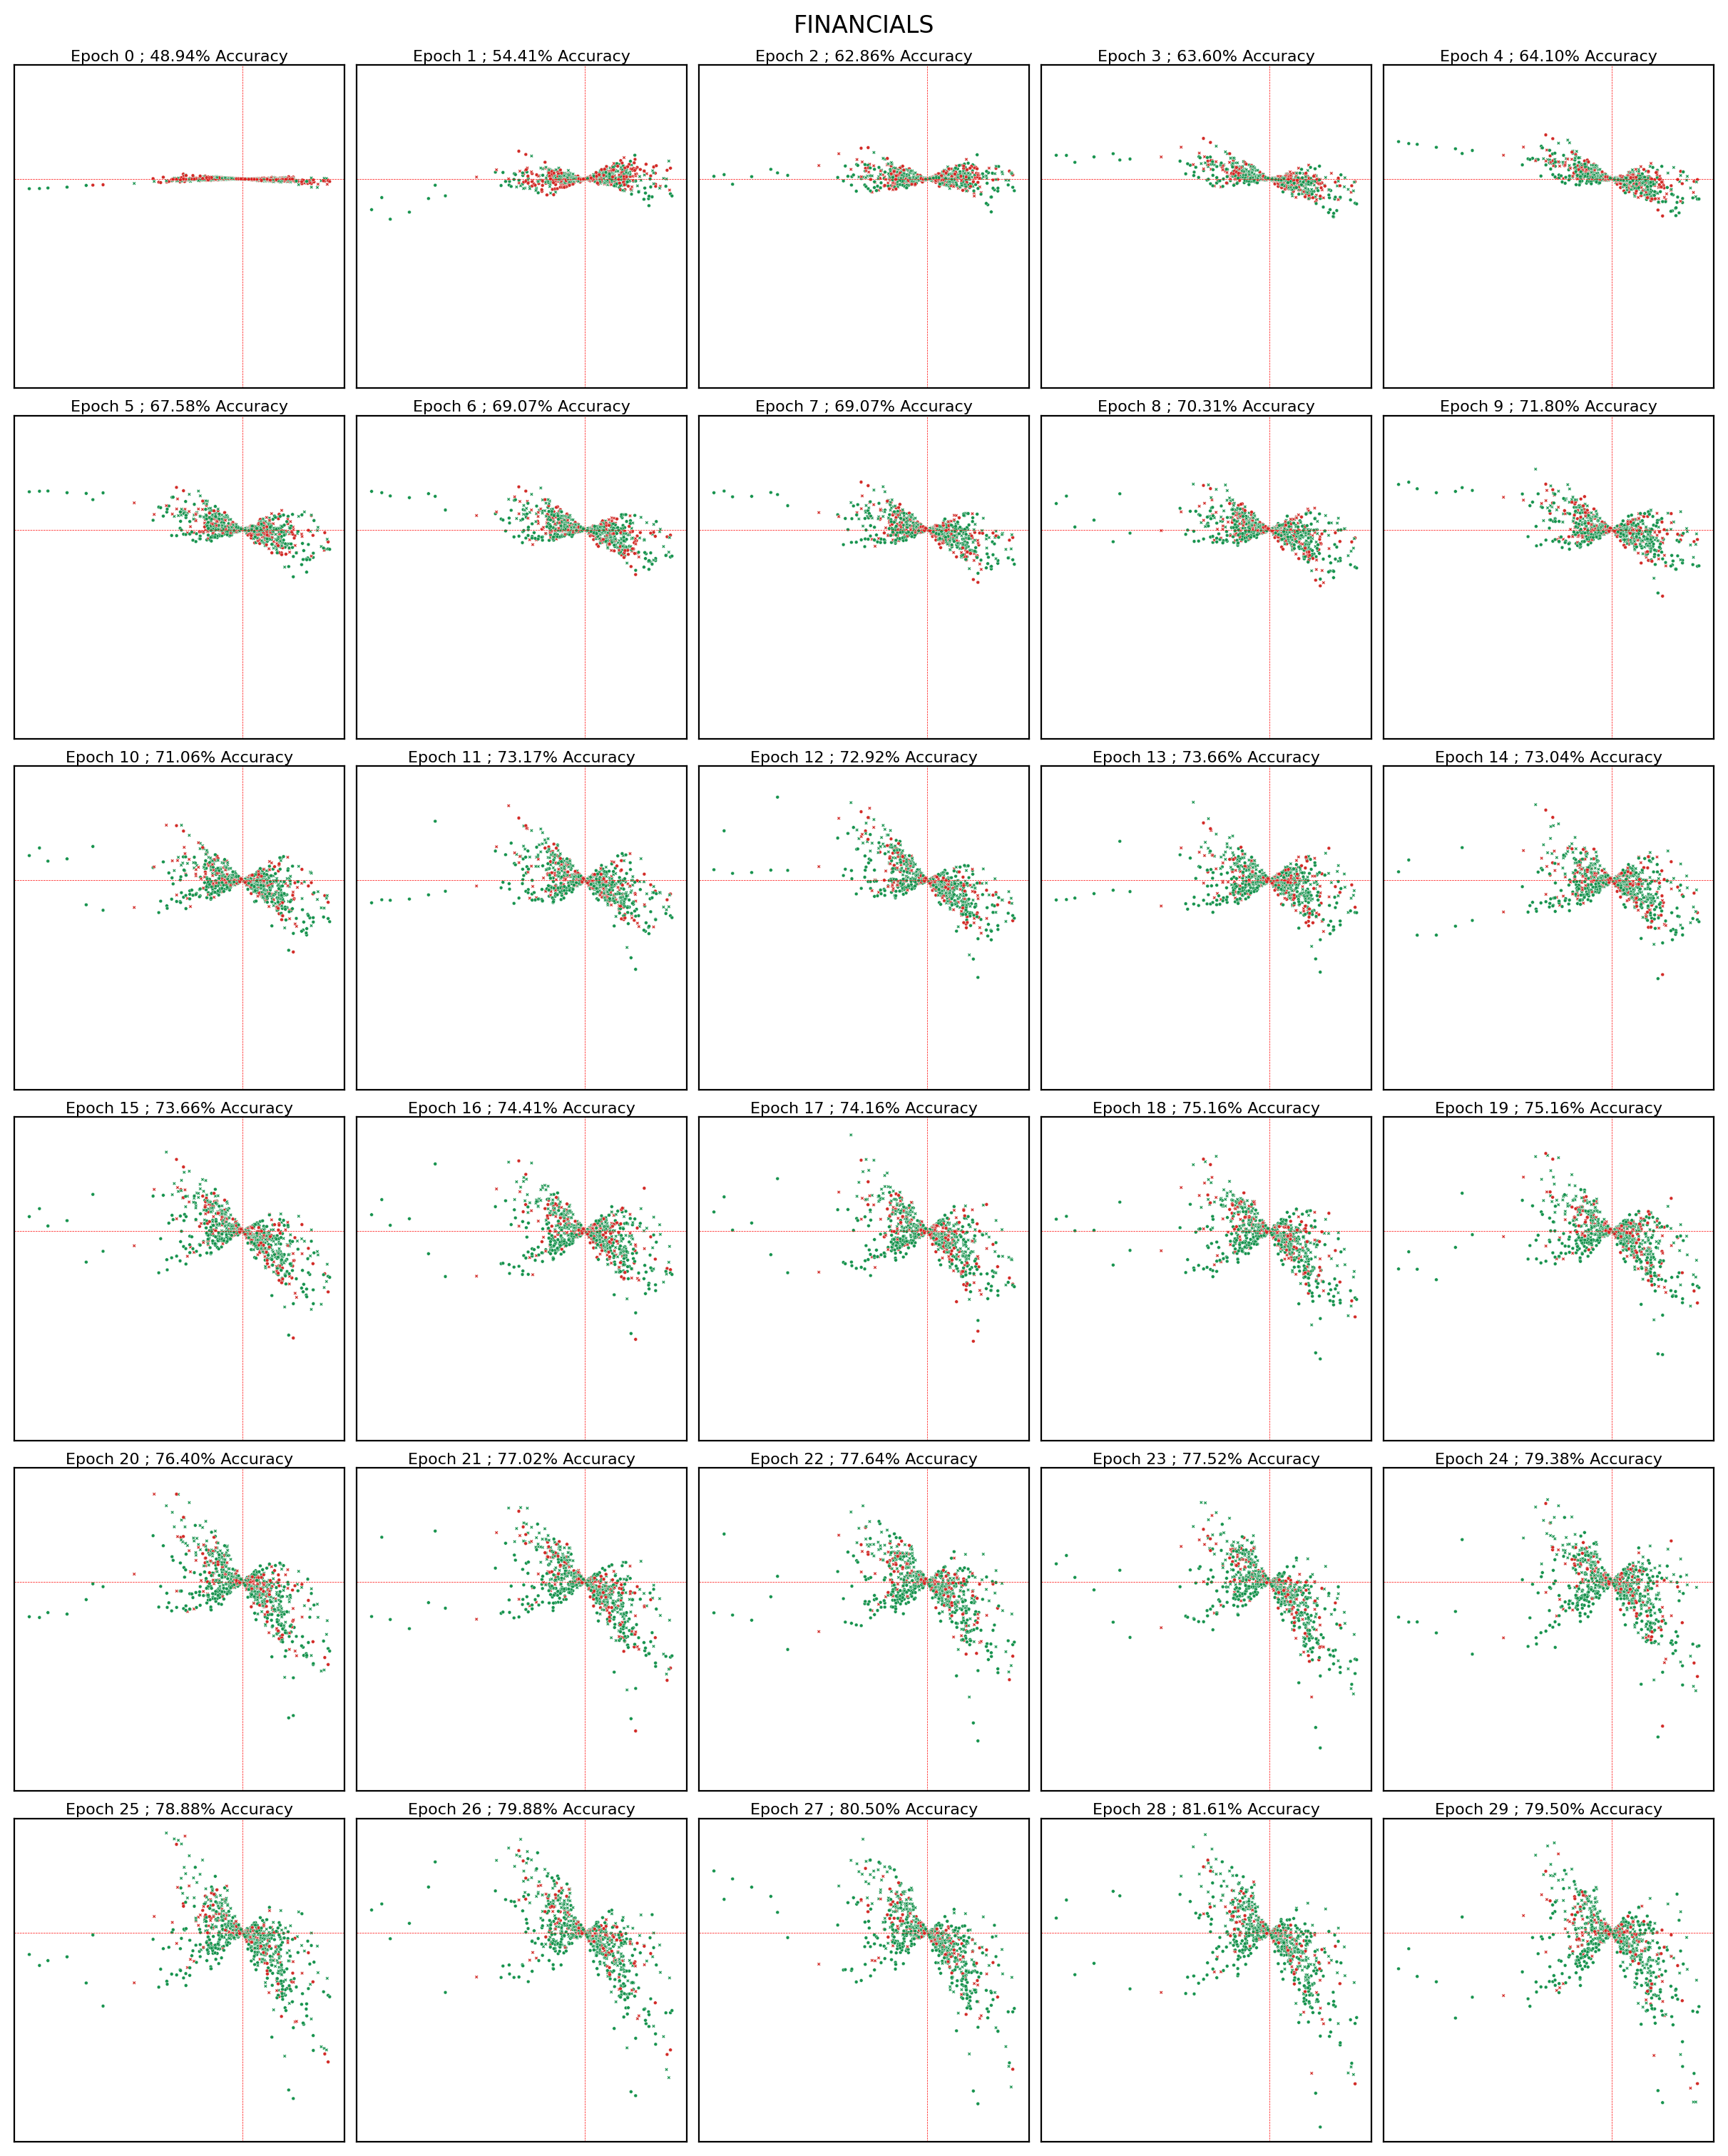 FINANCIALS
Epoch 0 ; 48.94% Accuracy
Epoch 1 ; 54.41% Accuracy
Epoch 2 ; 62.86% Accuracy
Epoch 3 ; 63.60% Accuracy
Epoch 4 ; 64.10% Accuracy
Epoch 5 ; 67.58% Accuracy
Epoch 6 ; 69.07% Accuracy
Epoch 7 ; 69.07% Accuracy
Epoch 8 ; 70.31% Accuracy
Epoch 9 ; 71.80% Accuracy
Epoch 10 ; 71.06% Accuracy
Epoch 11 ; 73.17% Accuracy
Epoch 12 ; 72.92% Accuracy
Epoch 13 ; 73.66% Accuracy
Epoch 14 ; 73.04% Accuracy
Epoch 15 ; 73.66% Accuracy
Epoch 16 ; 74.41% Accuracy
Epoch 17 ; 74.16% Accuracy
Epoch 18 ; 75.16% Accuracy
Epoch 19 ; 75.16% Accuracy
Epoch 20 ; 76.40% Accuracy
Epoch 21 ; 77.02% Accuracy
Epoch 22 ; 77.64% Accuracy
Epoch 23 ; 77.52% Accuracy
Epoch 24 ; 79.38% Accuracy
Epoch 25 ; 78.88% Accuracy
Epoch 26 ; 79.88% Accuracy
Epoch 27 ; 80.50% Accuracy
Epoch 28 ; 81.61% Accuracy
Epoch 29 ; 79.50% Accuracy